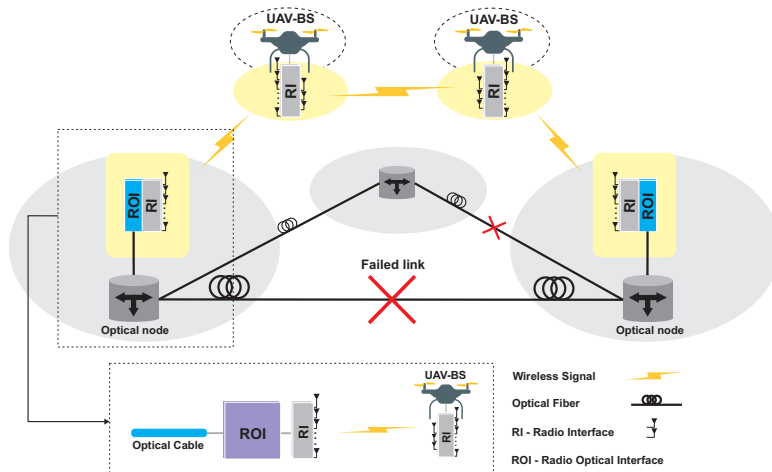 UAV-BS
UAV-BS
RI
RI
ROI
RI
RI
ROI
Failed link
Optical node
Optical node
UAV-BS
Optical Cable
ROI
RI
RI
Wireless Signal
Optical Fiber
RI - Radio Interface
ROI - Radio Optical Interface